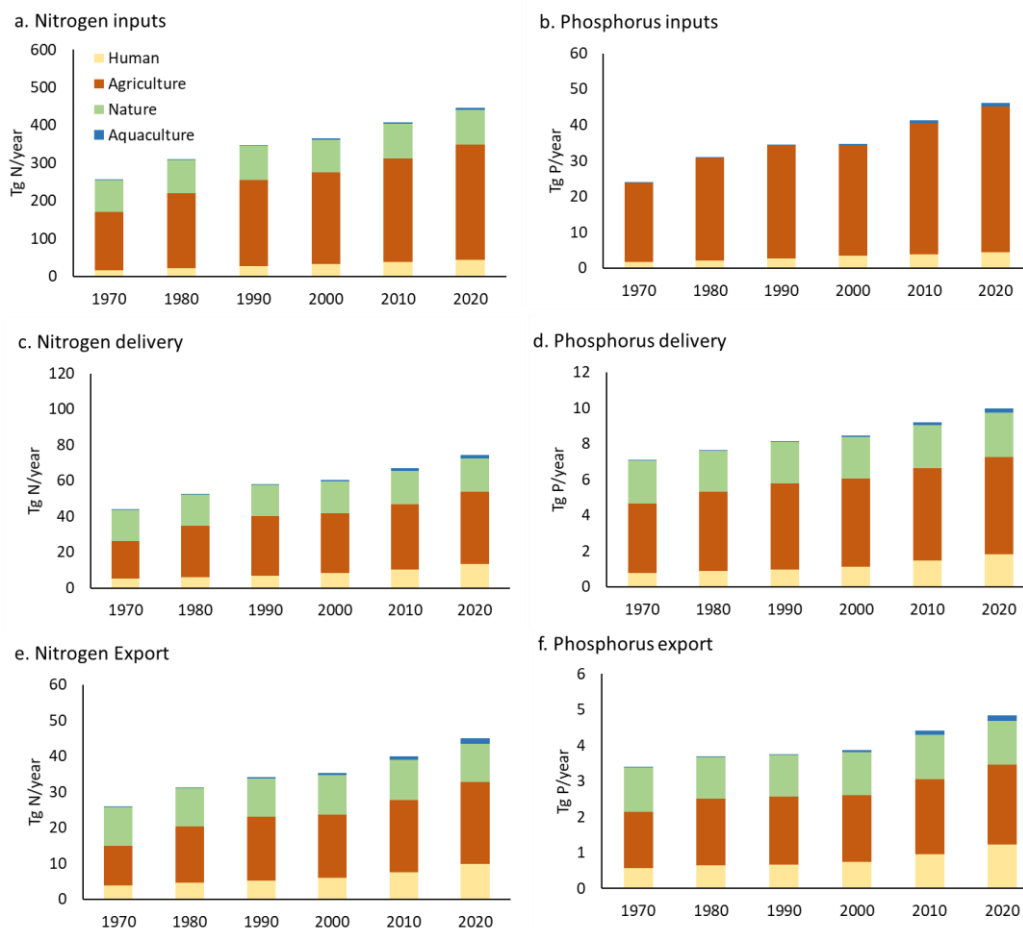 a. Nitrogen inputs
600
500
400
300
200
100
0
Tg N/year
Human
Agriculture
Nature
Aquaculture
1970 1980 1990 2000 2010 2020
b. Phosphorus inputs
60
50
40
30
20
10
0
Tg P/year
1970 1980 1990 2000 2010 2020
c. Nitrogen delivery
120
100
80
60
40
20
0
Tg N/year
1970 1980 1990 2000 2010 2020
d. Phosphorus delivery
12
10
8
6
4
2
0
Tg P/year
1970 1980 1990 2000 2010 2020
e. Nitrogen Export
60
50
40
30
20
10
0
Tg N/year
1970 1980 1990 2000 2010 2020
f. Phosphorus export
6
5
4
3
2
1
0
Tg P/year
1970 1980 1990 2000 2010 2020